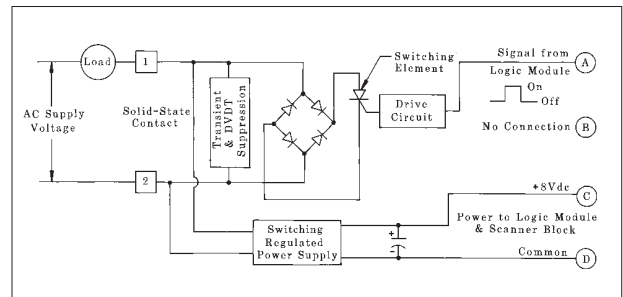 Load
1
Solid-State
Contact
AC Supply
Voltage
2
Transient
& DVDT
Suppression
Switching
Element
Drive
Circuit
Signal from
Logic Module
On
Off
A
No Connection
B
+8Vdc
C
Power to Logic Module
& Scanner Block
Common
D
Switching
Regulated
Power Supply
+
-